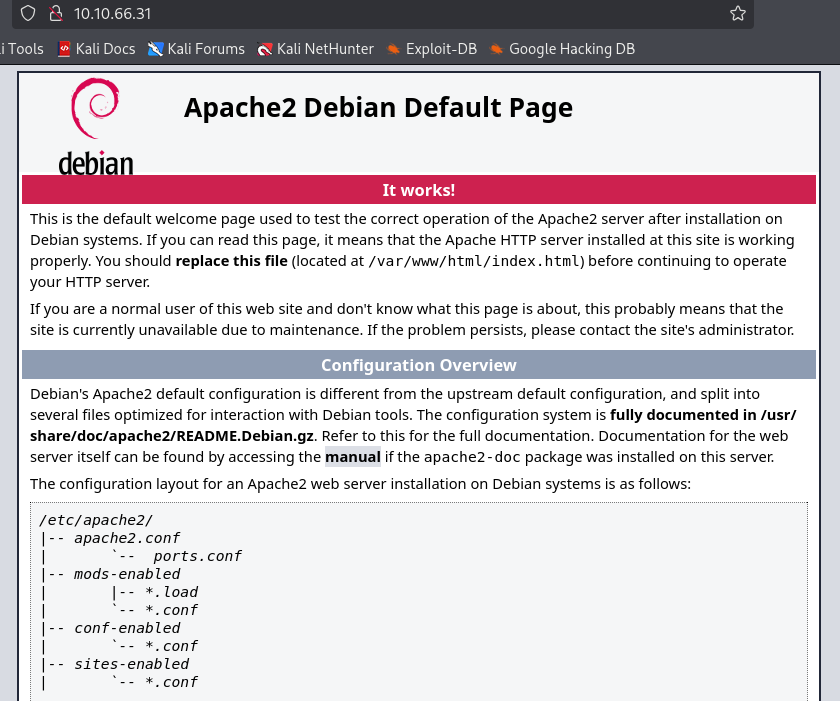 10.10.66.31
i Tools Kali Docs Kali Forums Kali NetHunter Exploit-DB Google Hacking DB
debian
Apache2 Debian Default Page
It works!
This is the default welcome page used to test the correct operation of the Apache2 server after installation on
Debian systems. If you can read this page, it means that the Apache HTTP server installed at this site is working
properly. You should replace this file (located at /var/www/html/index.html) before continuing to operate
your HTTP server.
If you are a normal user of this web site and don't know what this page is about, this probably means that the
site is currently unavailable due to maintenance. If the problem persists, please contact the site's administrator.
Configuration Overview
Debian's Apache2 default configuration is different from the upstream default configuration, and split into
several files optimized for interaction with Debian tools. The configuration system is fully documented in /usr/
share/doc/apache2/README.Debian.gz. Refer to this for the full documentation. Documentation for the web
server itself can be found by accessing the manual if the apache2-doc package was installed on this server.
The configuration layout for an Apache2 web server installation on Debian systems is as follows:
/etc/apache2/
|-- apache2.conf
|       `--  ports.conf
|-- mods-enabled
|       |-- *.load
|       `-- *.conf
|-- conf-enabled
|       `-- *.conf
|-- sites-enabled
|       `-- *.conf